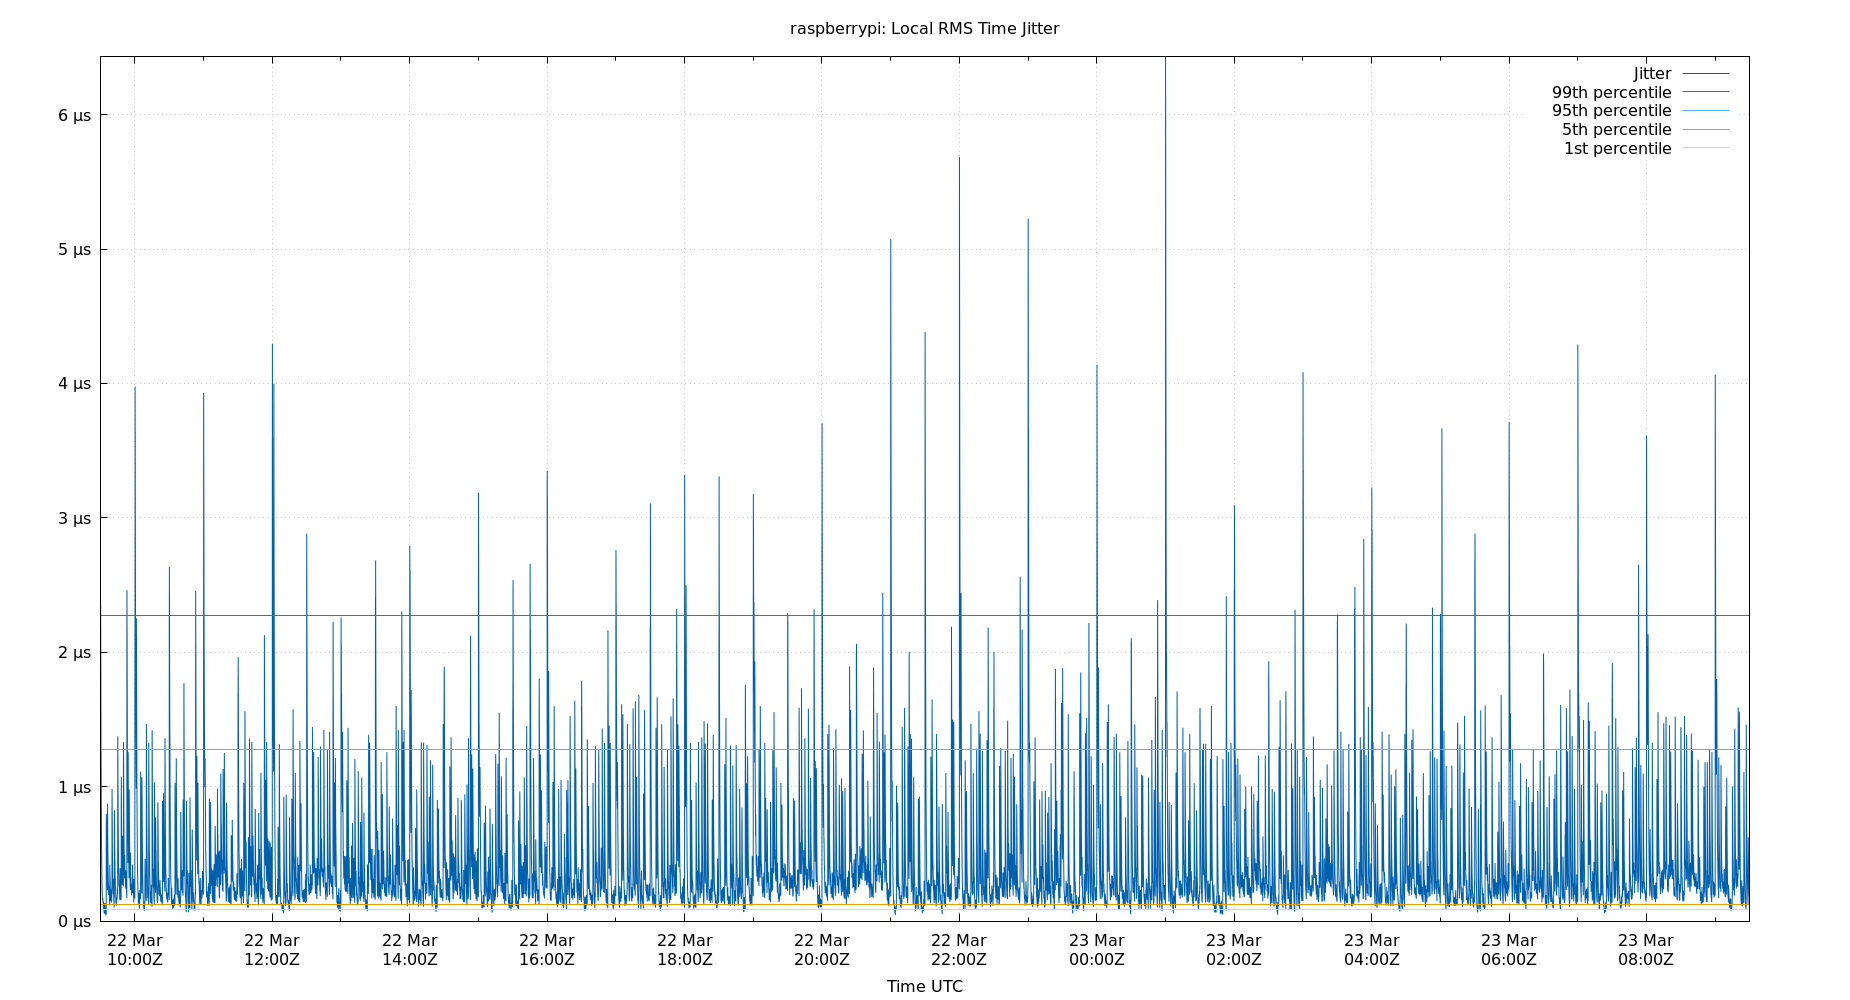 raspberrypi: Local RMS Time Jitter
Jitter
99th percentile
95th percentile
5th percentile
1st percentile
6 µs
5 µs
4 µs
3 µs
2 µs
1 µs
0 µs
22 Mar 22 Mar 22 Mar 22 Mar 22 Mar 22 Mar 22 Mar 23 Mar 23 Mar 23 Mar 23 Mar 23 Mar
10:00Z 12:00Z 14:00Z 16:00Z 18:00Z 20:00Z 22:00Z 00:00Z 02:00Z 04:00Z 06:00Z 08:00Z
Time UTC